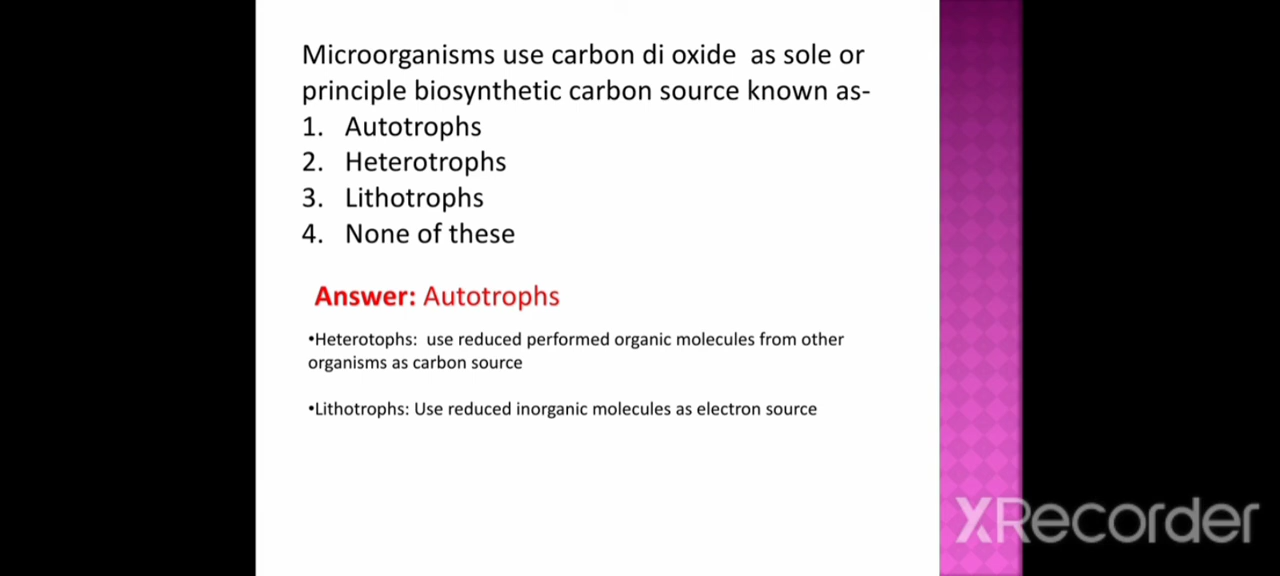 Microorganisms use carbon di oxide as sole or
principle biosynthetic carbon source known as-
1. Autotrophs
2. Heterotrophs
3. Lithotrophs
4. None of these
Answer: Autotrophs
•Heterotophs: use reduced performed organic molecules from other
organisms as carbon source
•Lithotrophs: Use reduced inorganic molecules as electron source
XRecorder